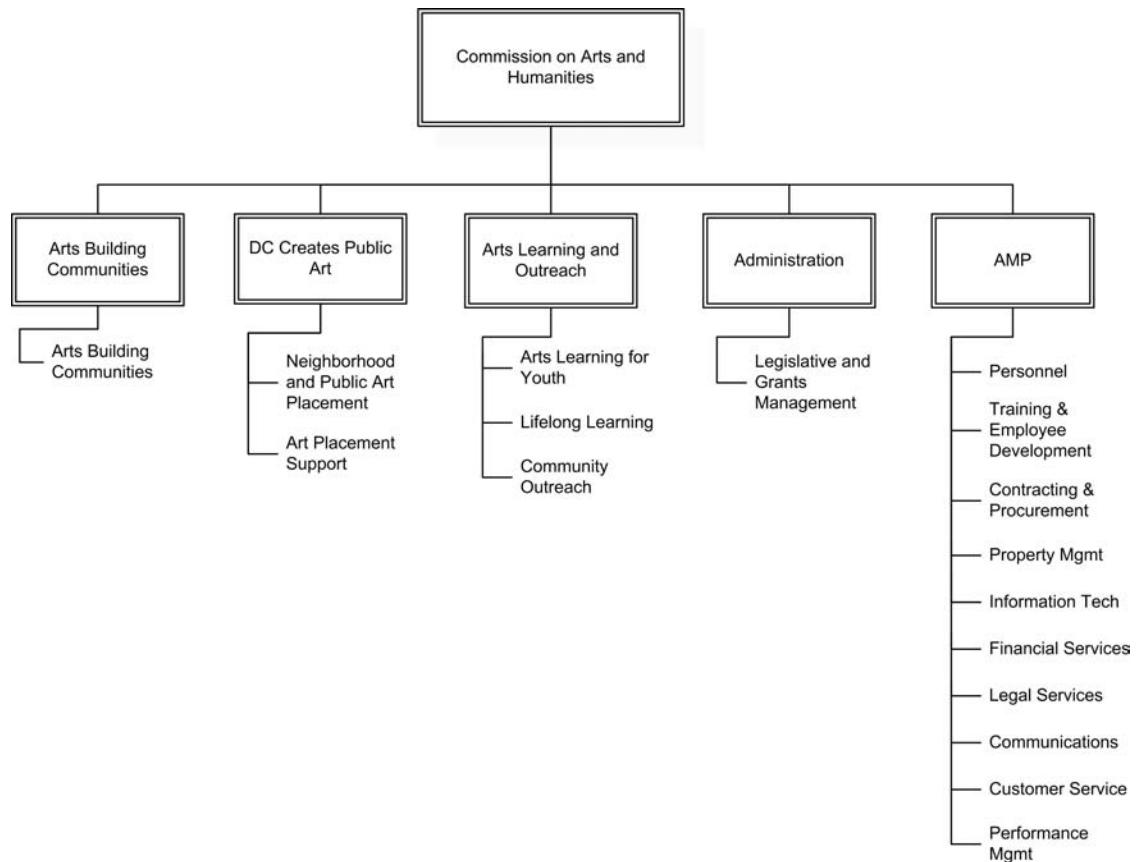 Commission on Arts and
Humanities
Arts Building
Communities
DC Creates Public
Art
Arts Learning and
Outreach
Administration
AMP
Arts Building
Communities
Neighborhood
and Public Art
Placement
Art Placement
Support
Arts Learning for
Youth
Lifelong Learning
Community
Outreach
Legislative and
Grants
Management
Personnel
Training &
Employee
Development
Contracting &
Procurement
Property Mgmt
Information Tech
Financial Services
Legal Services
Communications
Customer Service
Performance
Mgmt